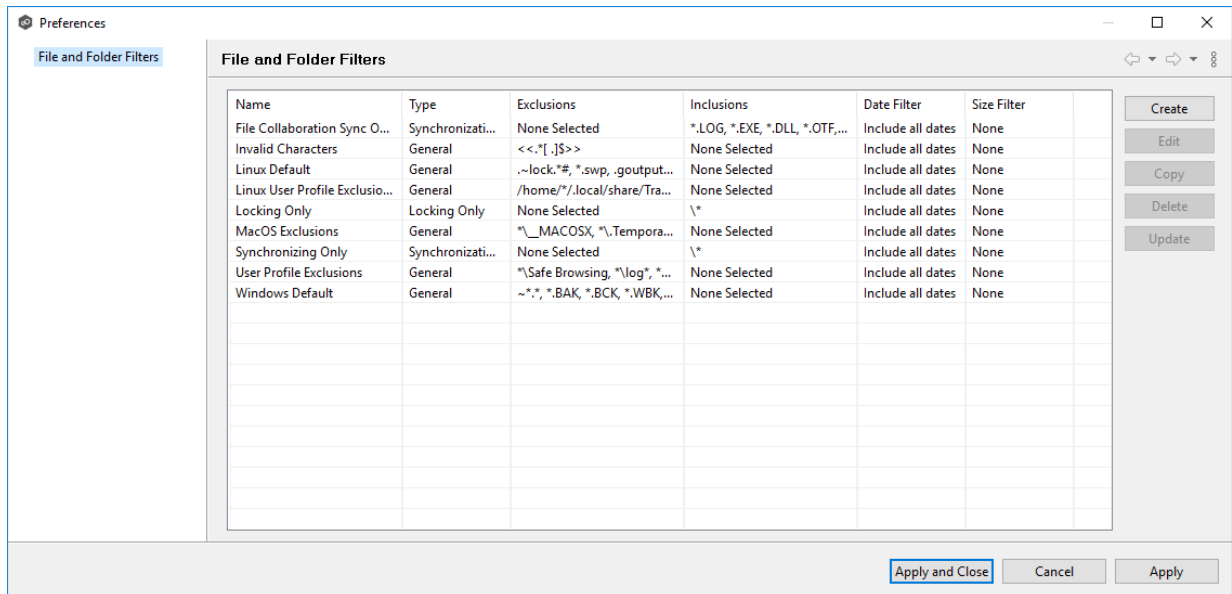 Preferences
File and Folder Filters
File and Folder Filters
Name Type Exclusions Inclusions Date Filter Size Filter
File Collaboration Sync O... Synchronizati... None Selected *.LOG, *.EXE, *.DLL, *.OTF,... Include all dates None
Invalid Characters General <<.*[ .]$>> None Selected Include all dates None
Linux Default General .~lock.*#, *.swp, .goutput... None Selected Include all dates None
Linux User Profile Exclusio... General /home/*/.local/share/Tra... None Selected Include all dates None
Locking Only Locking Only None Selected \* Include all dates None
MacOS Exclusions General *\__MACOSX, *\.Tempora... None Selected Include all dates None
Synchronizing Only Synchronizati... None Selected \* Include all dates None
User Profile Exclusions General *\Safe Browsing, *\log*, *... None Selected Include all dates None
Windows Default General ~*.*, *.BAK, *.BCK, *.WBK,... None Selected Include all dates None
Create
Edit
Copy
Delete
Update
Apply and Close Cancel Apply